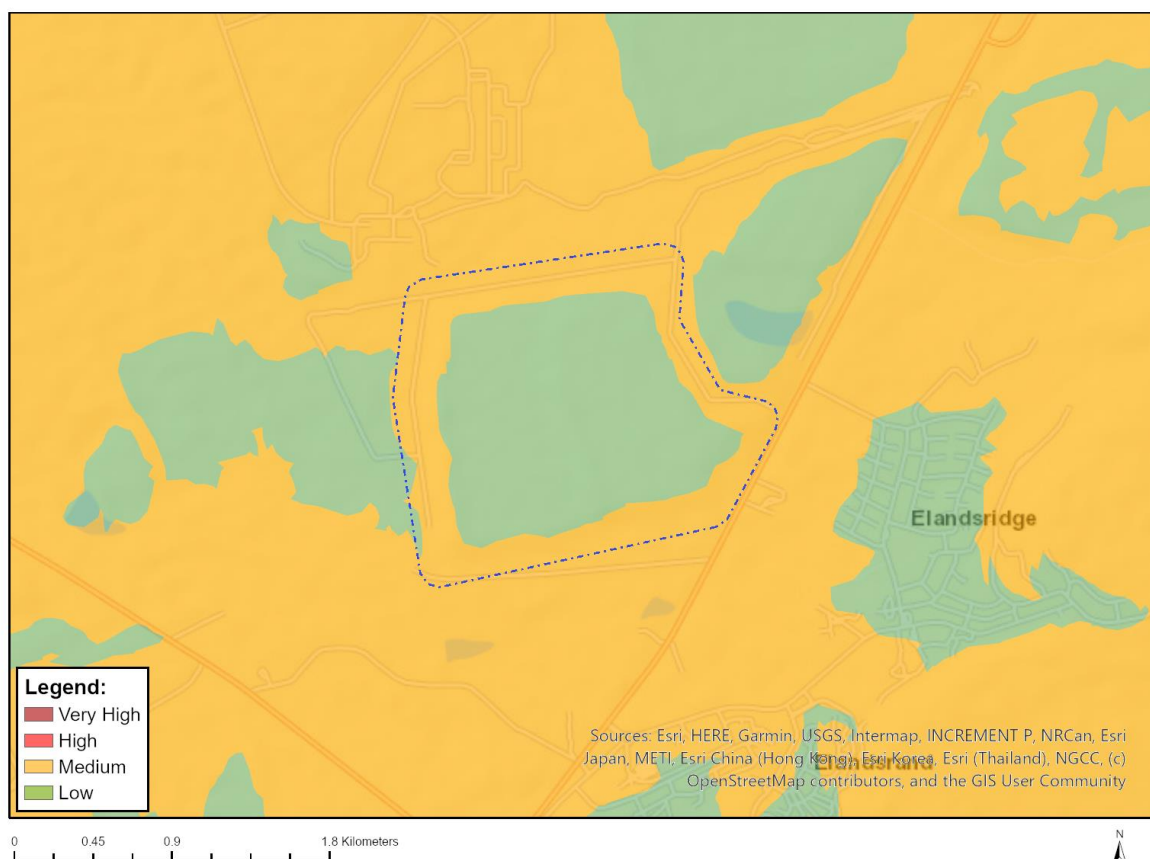 Elandsridge
Legend:
Very High
High
Medium
Low
Sources: Esri, HERE, Garmin, USGS, Intermap, INCREMENT P, NRCan, Esri
Japan, METI, Esri China (Hong Kong), Esri Korea, Esri (Thailand), NGCC, (c)
OpenStreetMap contributors, and the GIS User Community
Elandsrand
0 0.45 0.9 1.8 Kilometers
N